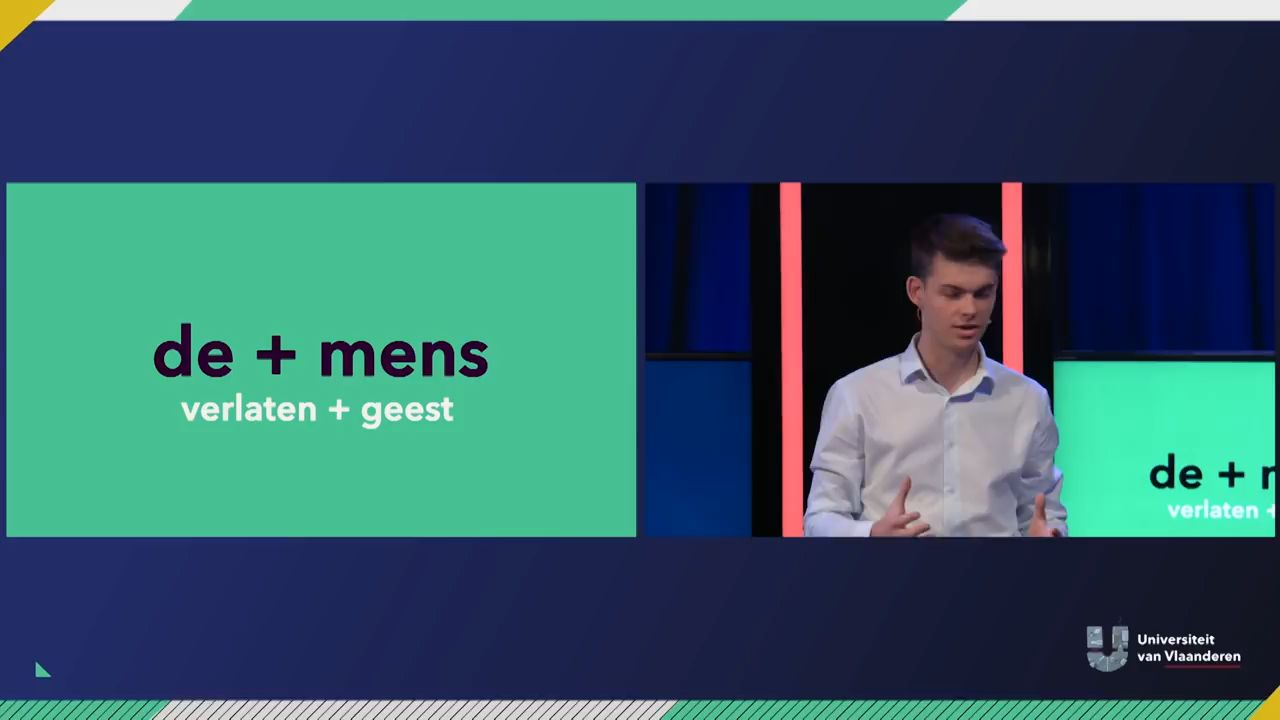 de + mens
verlaten + geest
de +
verlaten +
Universiteit
van Vlaanderen